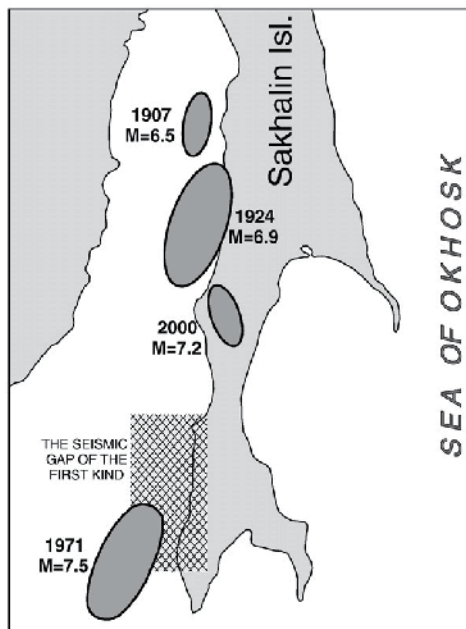 1907
M=6.5
Sakhalin Isl.
1924
M=6.9
2000
M=7.2
SEA OF OKHOSK
THE SEISMIC
GAP OF THE
FIRST KIND
1971
M=7.5